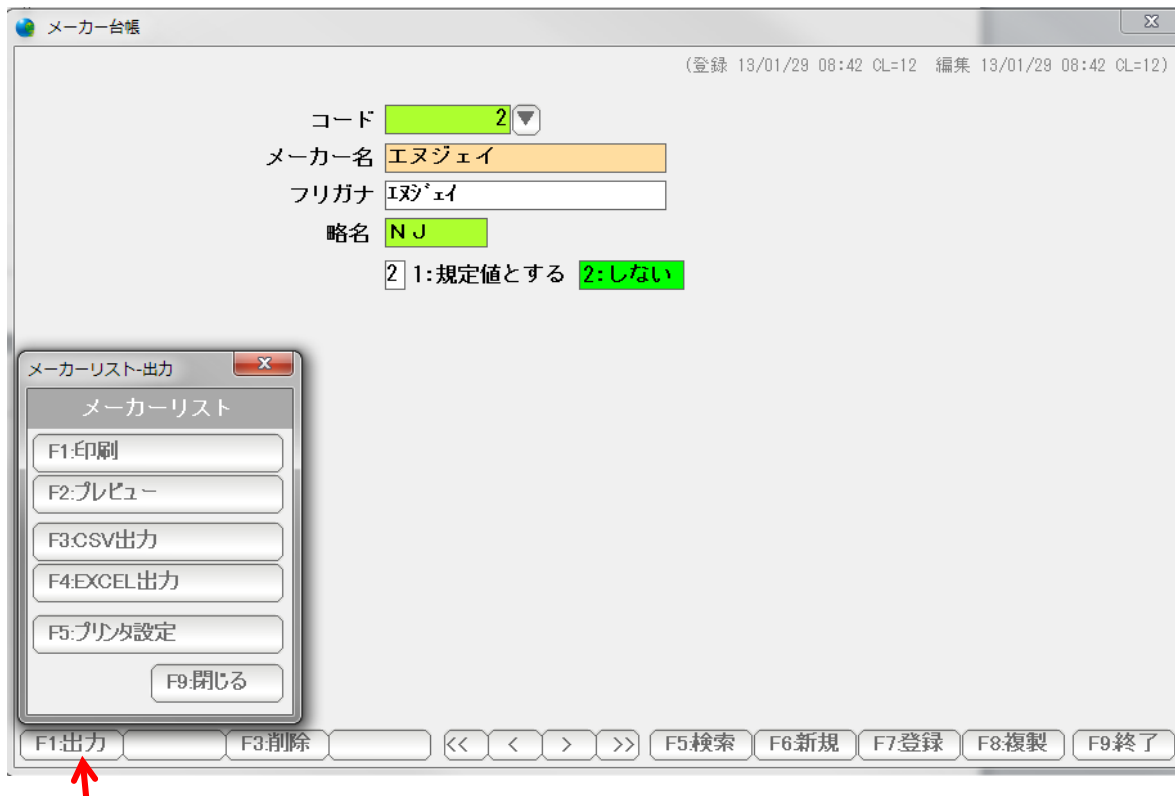 メーカー台帳
(登録 13/01/29 08:42 CL=12 編集 13/01/29 08:42 CL=12)
コード 2
メーカー名 エヌジェイ
フリガナ ｴﾇｼﾞｪｲ
略名 ＮＪ
2 1:規定値とする 2:しない
メーカーリスト-出力
メーカーリスト
F1:印刷
F2:プレビュー
F3:CSV出力
F4:EXCEL出力
F5:プリンタ設定
F9:閉じる
F1:出力 F3:削除 << < > >> F5:検索 F6:新規 F7:登録 F8:複製 F9:終了